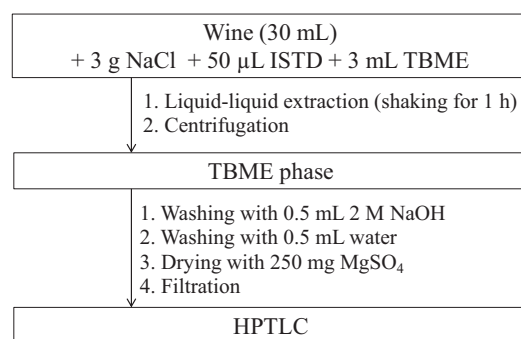 Wine (30 mL)
+ 3 g NaCl + 50 µL ISTD + 3 mL TBME
1. Liquid-liquid extraction (shaking for 1 h)
2. Centrifugation
TBME phase
1. Washing with 0.5 mL 2 M NaOH
2. Washing with 0.5 mL water
3. Drying with 250 mg MgSO₄
4. Filtration
HPTLC